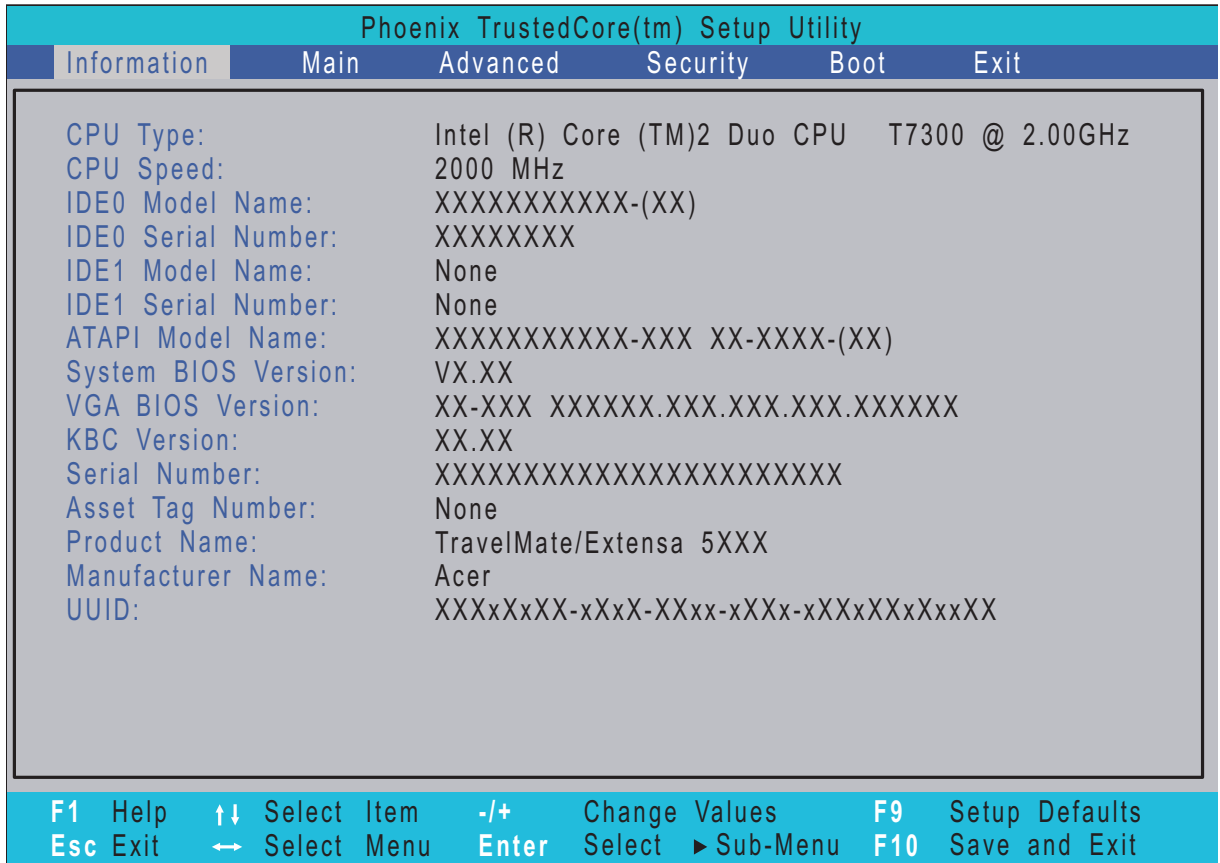 Phoenix TrustedCore(tm) Setup Utility
Information Main Advanced Security Boot Exit
CPU Type: Intel (R) Core (TM)2 Duo CPU T7300 @ 2.00GHz
CPU Speed: 2000 MHz
IDE0 Model Name: XXXXXXXXXXX-(XX)
IDE0 Serial Number: XXXXXXXX
IDE1 Model Name: None
IDE1 Serial Number: None
ATAPI Model Name: XXXXXXXXXXX-XXX XX-XXXX-(XX)
System BIOS Version: VX.XX
VGA BIOS Version: XX-XXX XXXXXX.XXX.XXX.XXX.XXXXXX
KBC Version: XX.XX
Serial Number: XXXXXXXXXXXXXXXXXXXXXXX
Asset Tag Number: None
Product Name: TravelMate/Extensa 5XXX
Manufacturer Name: Acer
UUID: XXXxXxXX-xXxX-XXxx-xXXx-xXXxXXxXxxXX
F1 Help ↑↓ Select Item -/+ Change Values F9 Setup Defaults
Esc Exit ↔ Select Menu Enter Select ►Sub-Menu F10 Save and Exit